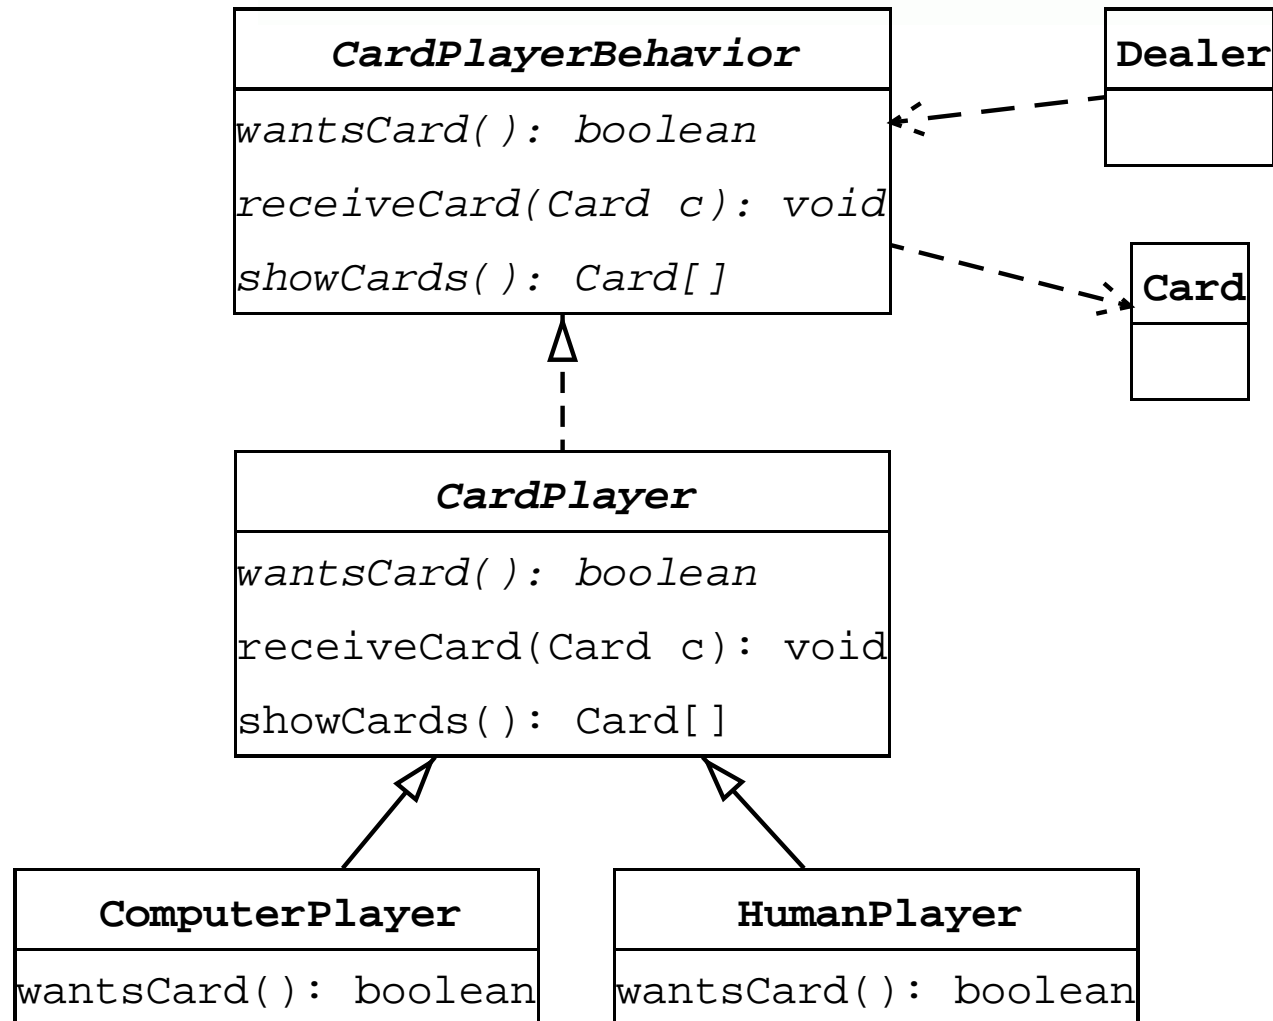 CardPlayerBehavior
wantsCard(): boolean
receiveCard(Card c): void
showCards(): Card[]
Dealer
Card
CardPlayer
wantsCard(): boolean
receiveCard(Card c): void
showCards(): Card[]
ComputerPlayer
wantsCard(): boolean
HumanPlayer
wantsCard(): boolean